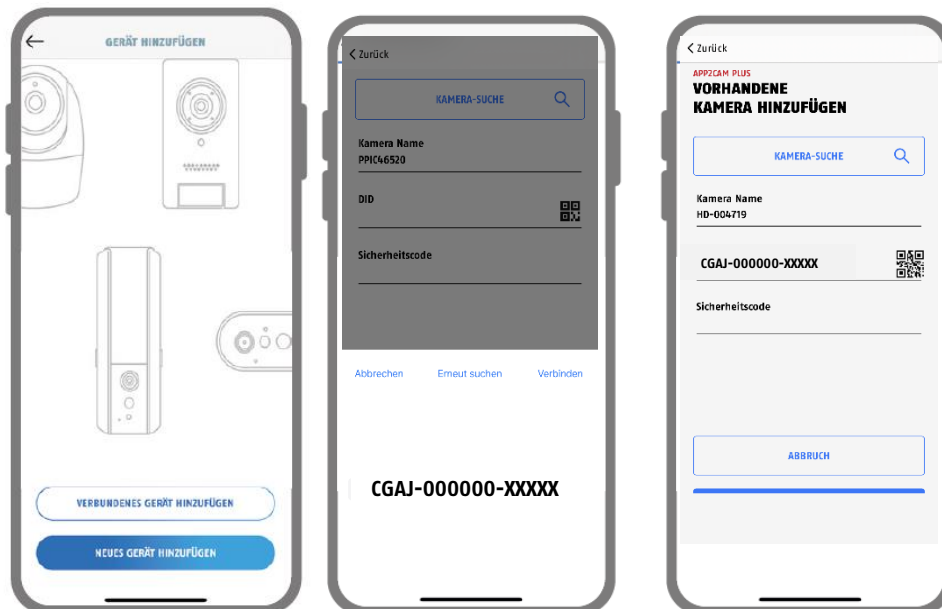 GERÄT HINZUFÜGEN
VERBUNDENES GERÄT HINZUFÜGEN
NEUES GERÄT HINZUFÜGEN
Zurück
KAMERA-SUCHE
Kamera Name
PPIC46520
DID
Sicherheitscode
Abbrechen Erneut suchen Verbinden
CGAJ-000000-XXXXX
Zurück
APP2CAM PLUS
VORHANDENE
KAMERA HINZUFÜGEN
KAMERA-SUCHE
Kamera Name
HD-004719
CGAJ-000000-XXXXX
Sicherheitscode
ABBRUCH